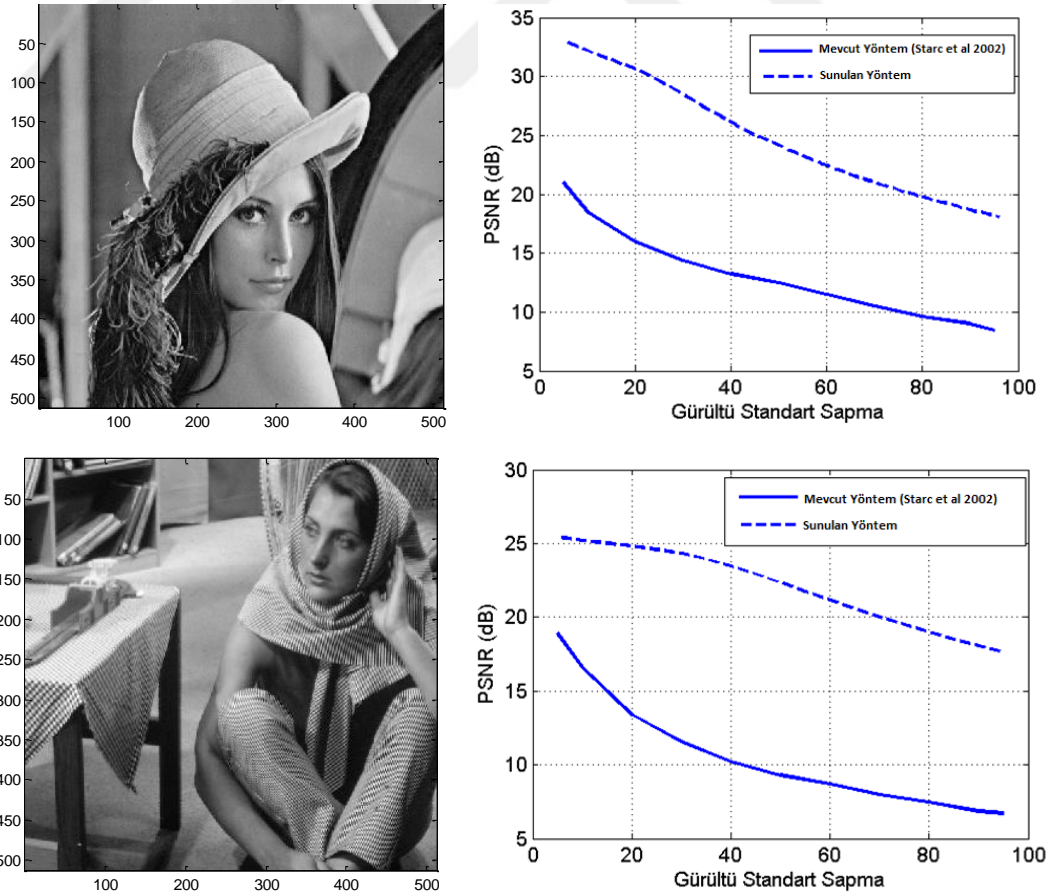 50
100
150
200
250
300
350
400
450
500
100 200 300 400 500
35
30
25
20
15
10
5
PSNR (dB)
0 20 40 60 80 100
Gürültü Standart Sapma
Mevcut Yöntem (Starc et al 2002)
Sunulan Yöntem
50
100
150
200
250
300
350
400
450
500
100 200 300 400 500
30
25
20
15
10
5
PSNR (dB)
0 20 40 60 80 100
Gürültü Standart Sapma
Mevcut Yöntem (Starc et al 2002)
Sunulan Yöntem